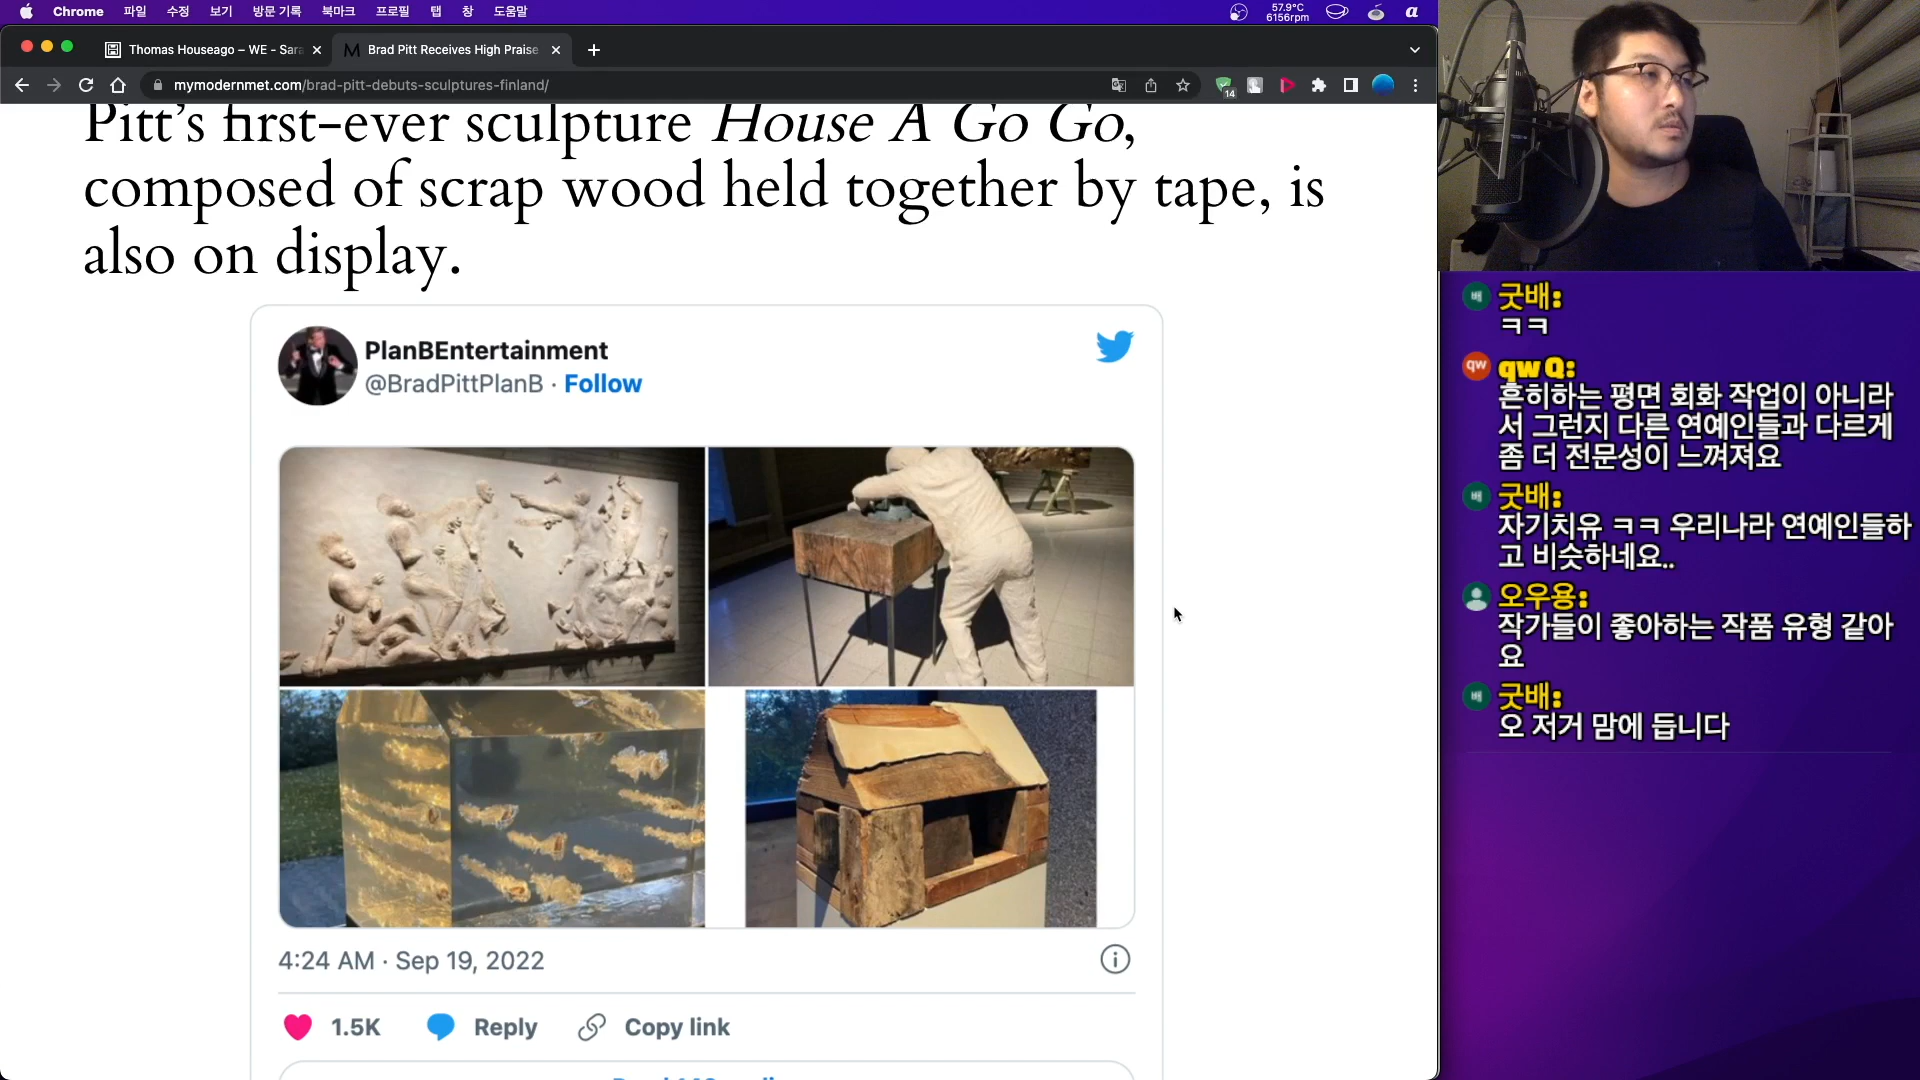 Chrome 파일 수정 보기 방문 기록 북마크 프로필 탭 창 도움말
57.9°C
6156rpm
Thomas Houseago – WE - Sara
Brad Pitt Receives High Praise
mymodernmet.com/brad-pitt-debuts-sculptures-finland/
14
Pitt’s first-ever sculpture House A Go Go,
composed of scrap wood held together by tape, is
also on display.
PlanBEntertainment
@BradPittPlanB · Follow
4:24 AM · Sep 19, 2022
1.5K Reply Copy link
배 굿배:
ㅋㅋ
qw qw Q:
흔히하는 평면 회화 작업이 아니라
서 그런지 다른 연예인들과 다르게
좀 더 전문성이 느껴져요
배 굿배:
자기치유 ㅋㅋ 우리나라 연예인들하
고 비슷하네요..
오우용:
작가들이 좋아하는 작품 유형 같아
요
배 굿배:
오 저거 맘에 듭니다